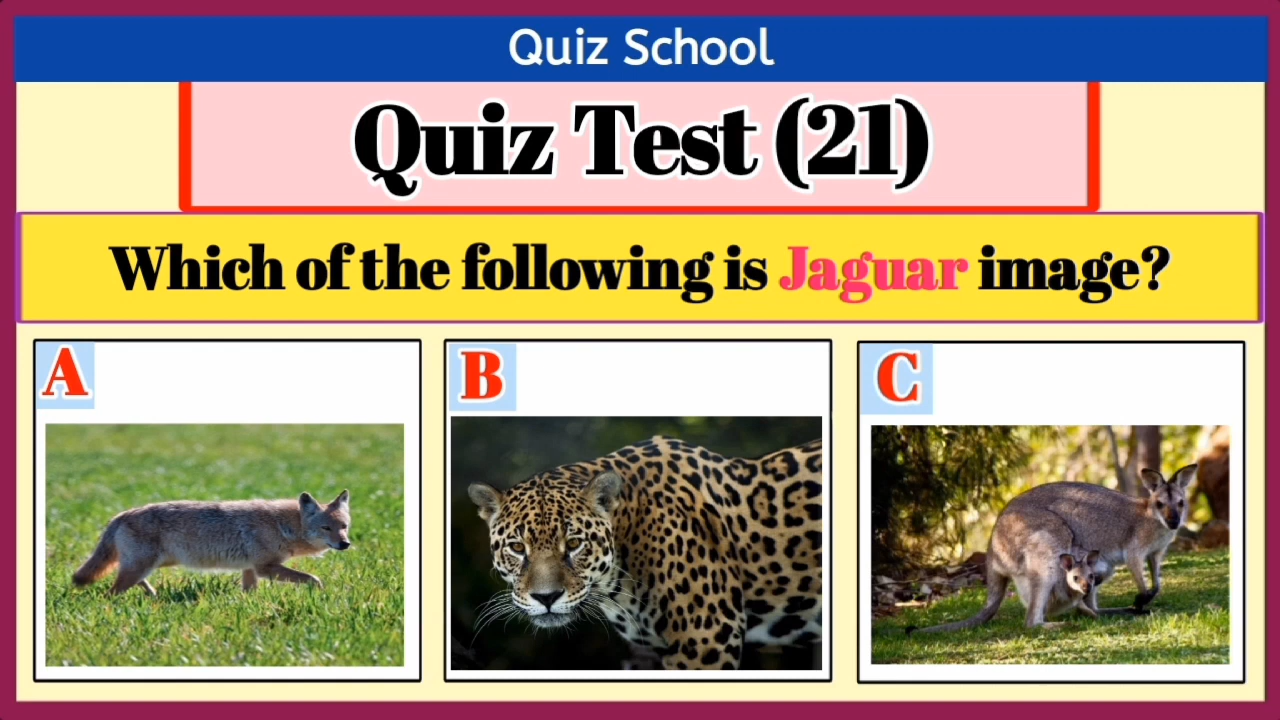 Quiz School
Quiz Test (21)
Which of the following is Jaguar image?
A
B
C